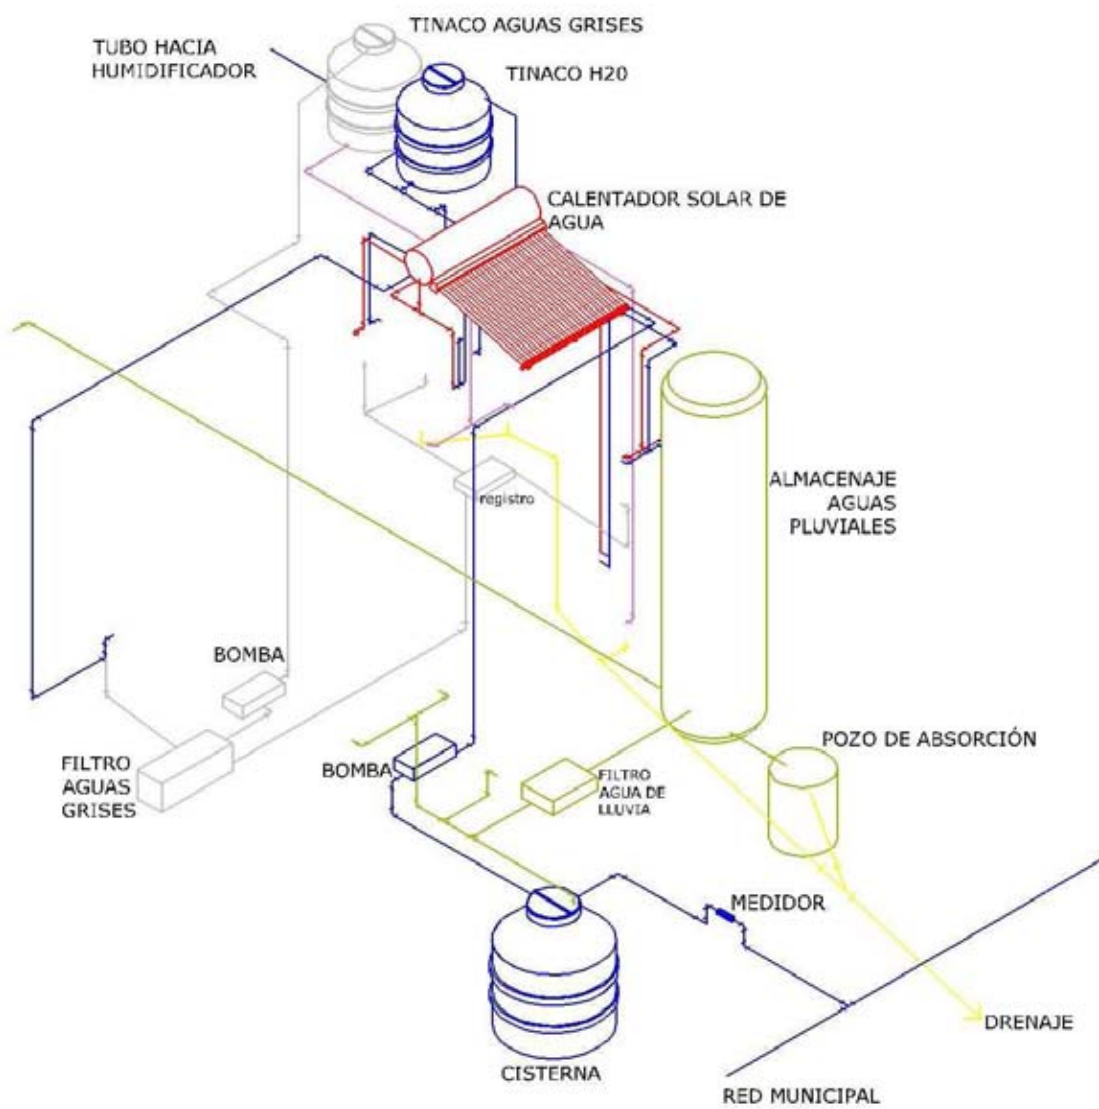 TINACO AGUAS GRISES
TUBO HACIA
HUMIDIFICADOR
TINACO H20
CALENTADOR SOLAR DE
AGUA
ALMACENAJE
AGUAS
PLUVIALES
registro
BOMBA
FILTRO
AGUAS
GRISES
BOMBA
FILTRO
AGUA DE
LLUVIA
POZO DE ABSORCIÓN
MEDIDOR
DRENAJE
CISTERNA
RED MUNICIPAL